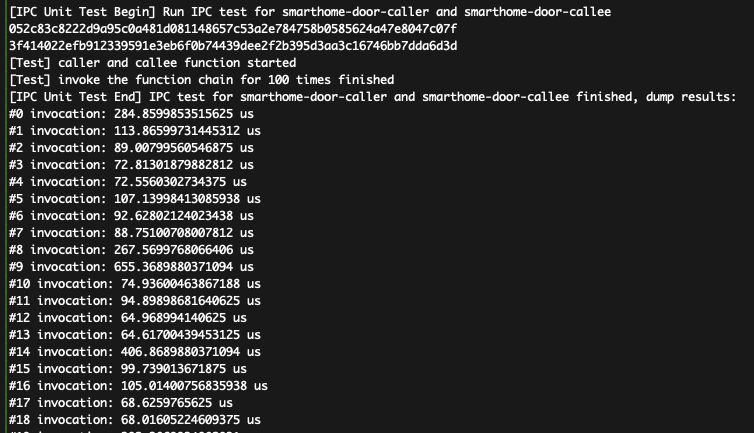 [IPC Unit Test Begin] Run IPC test for smarthome-door-caller and smarthome-door-callee
052c83c8222d9a95c0a481d081148657c53a2e784758b0585624a47e8047c07f
3f414022efb912339591e3eb6f0b74439dee2f2b395d3aa3c16746bb7dda6d3d
[Test] caller and callee function started
[Test] invoke the function chain for 100 times finished
[IPC Unit Test End] IPC test for smarthome-door-caller and smarthome-door-callee finished, dump results:
#0 invocation: 284.8599853515625 us
#1 invocation: 113.86599731445312 us
#2 invocation: 89.00799560546875 us
#3 invocation: 72.81301879882812 us
#4 invocation: 72.5560302734375 us
#5 invocation: 107.13998413085938 us
#6 invocation: 92.62802124023438 us
#7 invocation: 88.75100708007812 us
#8 invocation: 267.5699768066406 us
#9 invocation: 655.3689880371094 us
#10 invocation: 74.93600463867188 us
#11 invocation: 94.89898681640625 us
#12 invocation: 64.968994140625 us
#13 invocation: 64.61700439453125 us
#14 invocation: 406.8689880371094 us
#15 invocation: 99.739013671875 us
#16 invocation: 105.01400756835938 us
#17 invocation: 68.6259765625 us
#18 invocation: 68.01605224609375 us